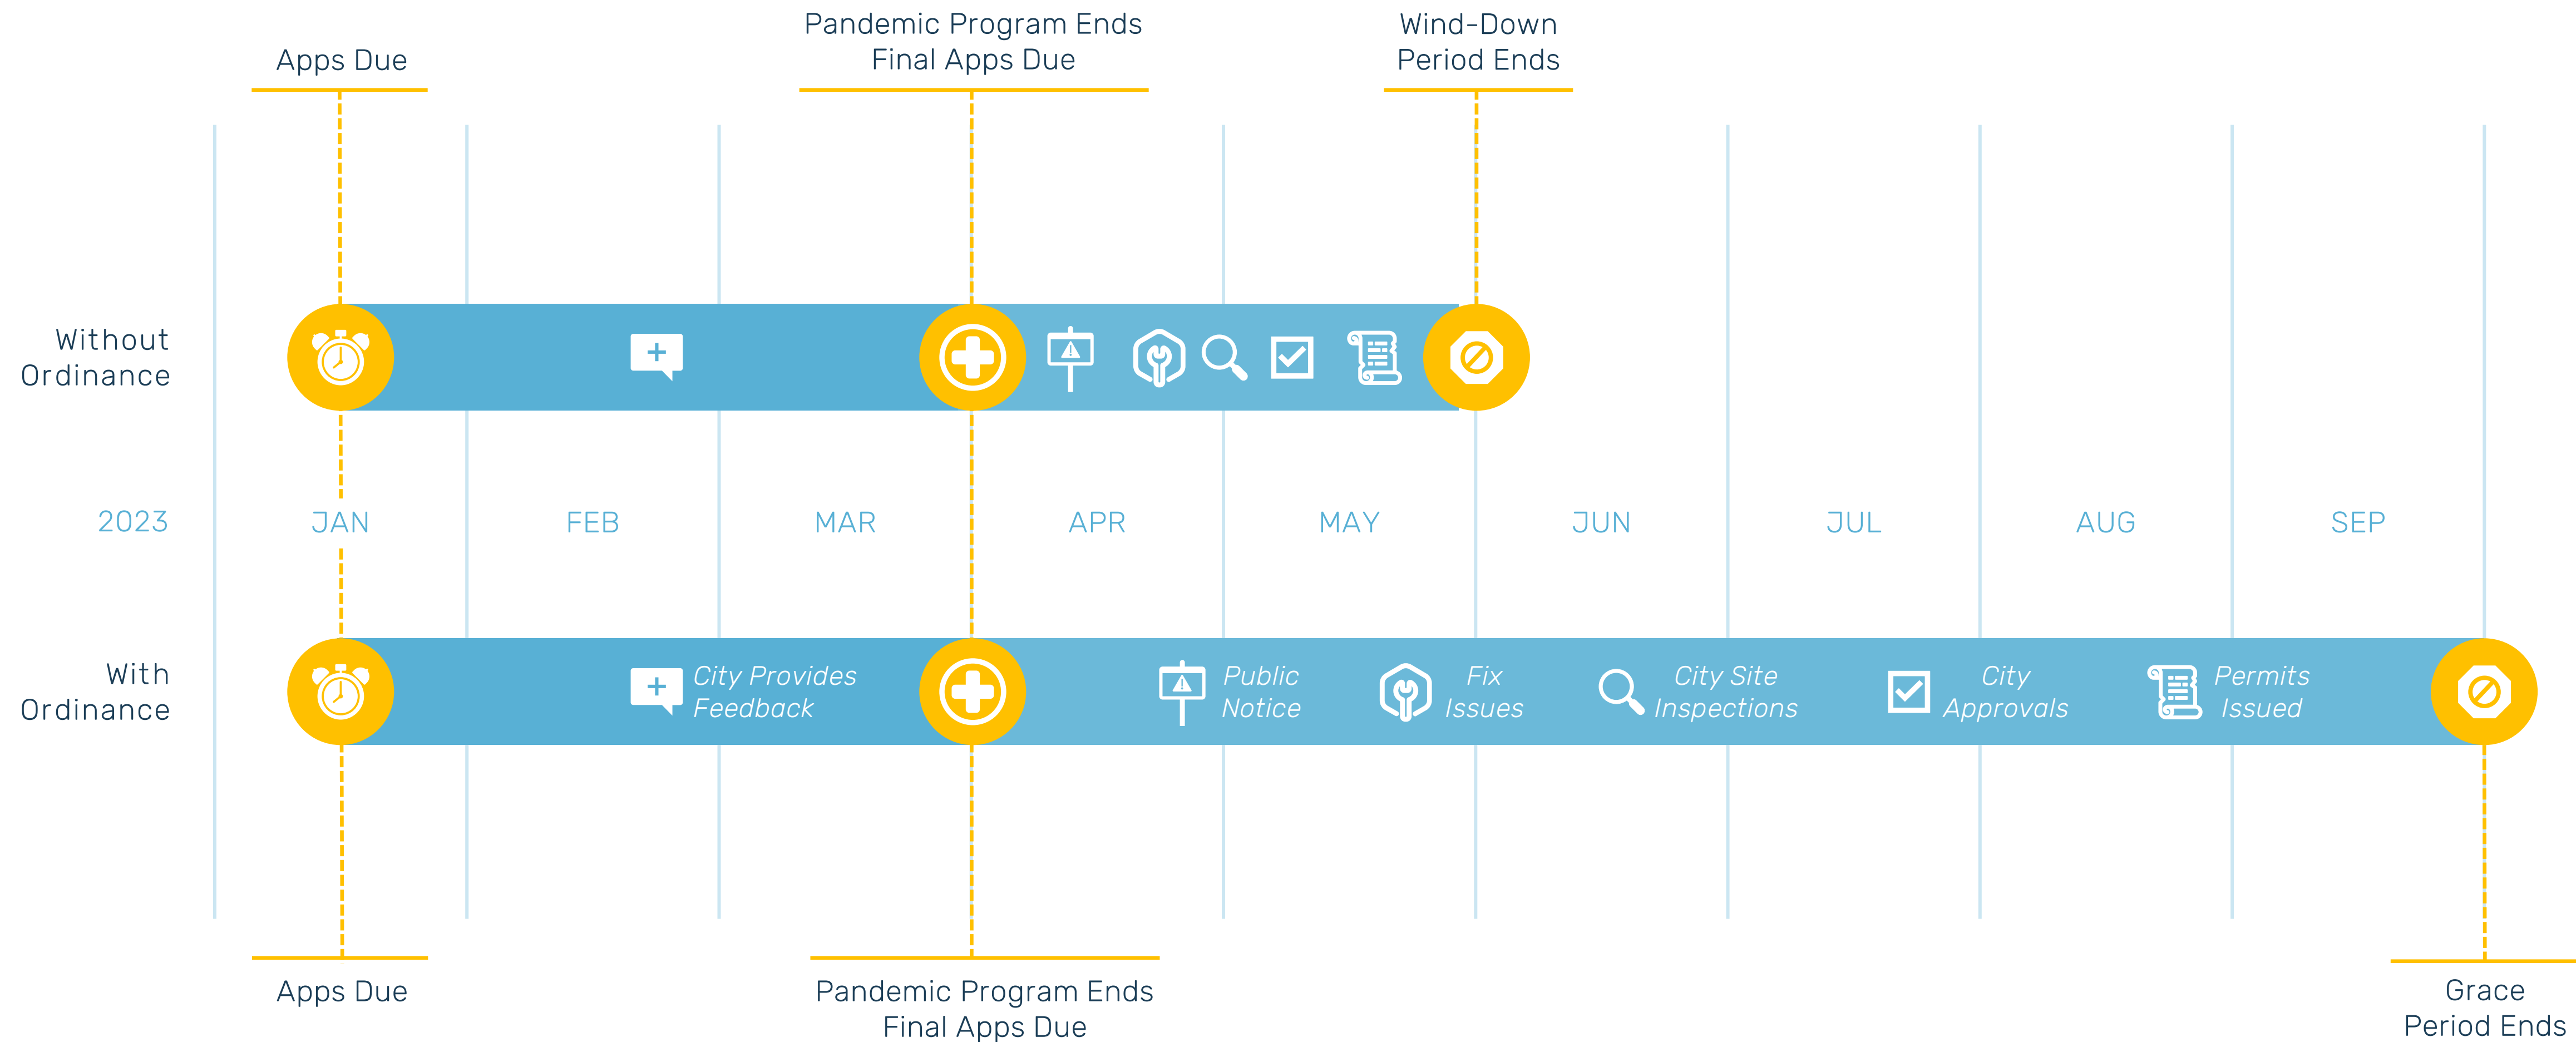 Apps Due
Pandemic Program Ends
Final Apps Due
Wind-Down
Period Ends
Without
Ordinance
2023
JAN
FEB
MAR
APR
MAY
JUN
JUL
AUG
SEP
With
Ordinance
City Provides
Feedback
Public
Notice
Fix
Issues
City Site
Inspections
City
Approvals
Permits
Issued
Apps Due
Pandemic Program Ends
Final Apps Due
Grace
Period Ends